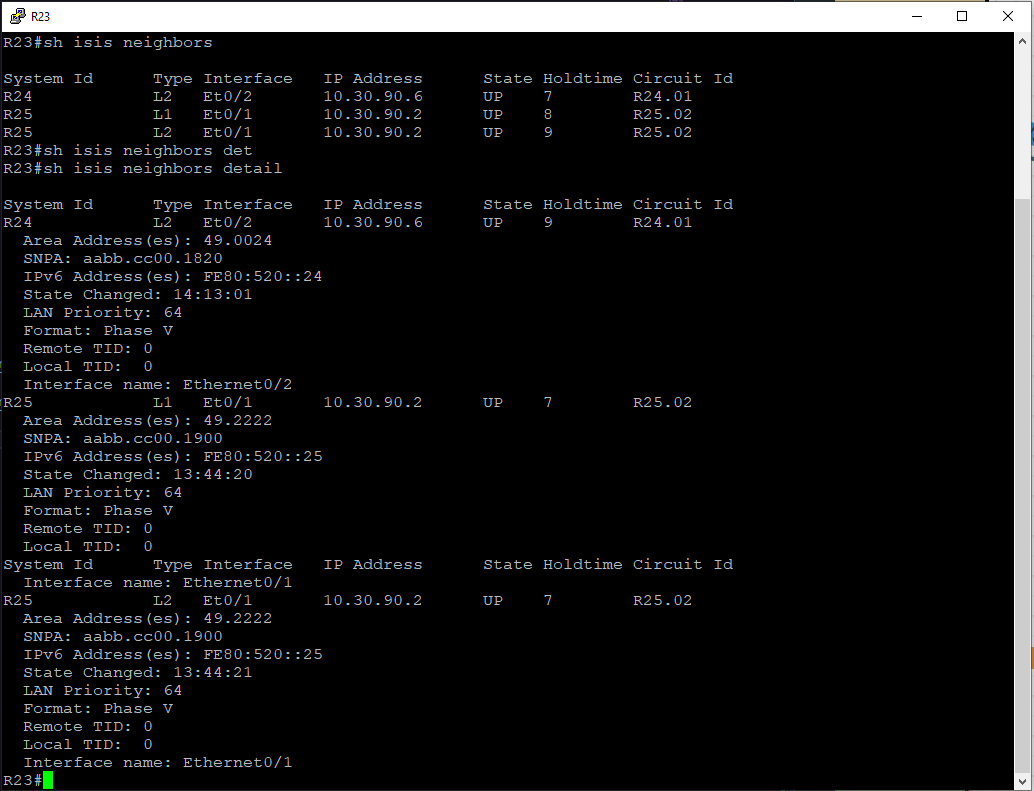 R23
R23#sh isis neighbors
System Id      Type Interface   IP Address      State Holdtime Circuit Id
R24            L2   Et0/2       10.30.90.6      UP    7        R24.01
R25            L1   Et0/1       10.30.90.2      UP    8        R25.02
R25            L2   Et0/1       10.30.90.2      UP    9        R25.02
R23#sh isis neighbors det
R23#sh isis neighbors detail
System Id      Type Interface   IP Address      State Holdtime Circuit Id
R24            L2   Et0/2       10.30.90.6      UP    9        R24.01
  Area Address(es): 49.0024
  SNPA: aabb.cc00.1820
  IPv6 Address(es): FE80:520::24
  State Changed: 14:13:01
  LAN Priority: 64
  Format: Phase V
  Remote TID: 0
  Local TID:  0
  Interface name: Ethernet0/2
R25            L1   Et0/1       10.30.90.2      UP    7        R25.02
  Area Address(es): 49.2222
  SNPA: aabb.cc00.1900
  IPv6 Address(es): FE80:520::25
  State Changed: 13:44:20
  LAN Priority: 64
  Format: Phase V
  Remote TID: 0
  Local TID:  0
System Id      Type Interface   IP Address      State Holdtime Circuit Id
  Interface name: Ethernet0/1
R25            L2   Et0/1       10.30.90.2      UP    7        R25.02
  Area Address(es): 49.2222
  SNPA: aabb.cc00.1900
  IPv6 Address(es): FE80:520::25
  State Changed: 13:44:21
  LAN Priority: 64
  Format: Phase V
  Remote TID: 0
  Local TID:  0
  Interface name: Ethernet0/1
R23#